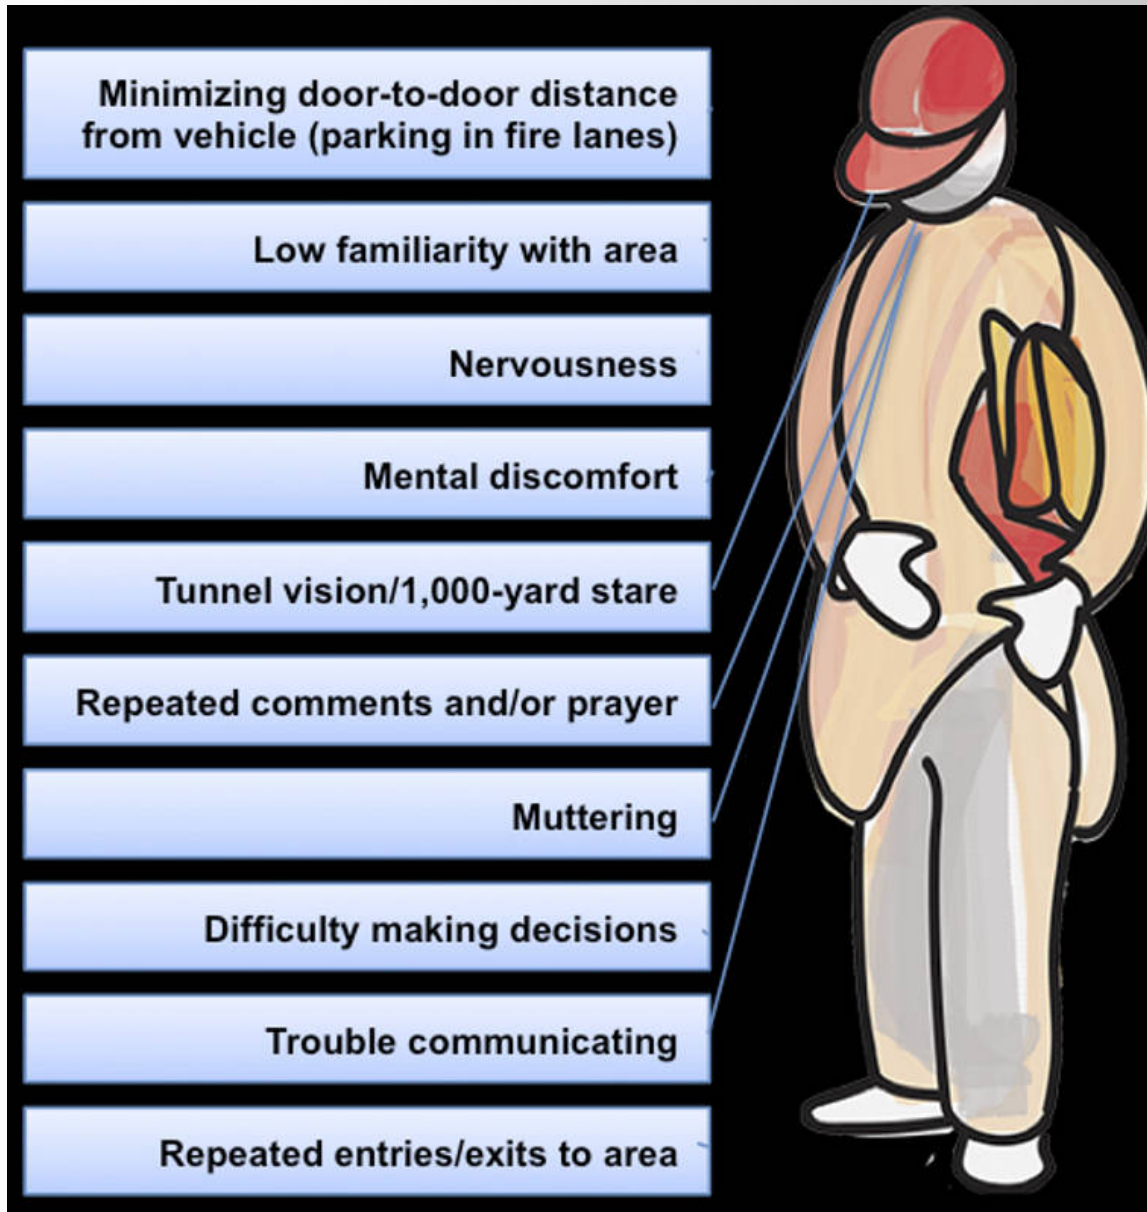 Minimizing door-to-door distance
from vehicle (parking in fire lanes)
Low familiarity with area
Nervousness
Mental discomfort
Tunnel vision/1,000-yard stare
Repeated comments and/or prayer
Muttering
Difficulty making decisions
Trouble communicating
Repeated entries/exits to area